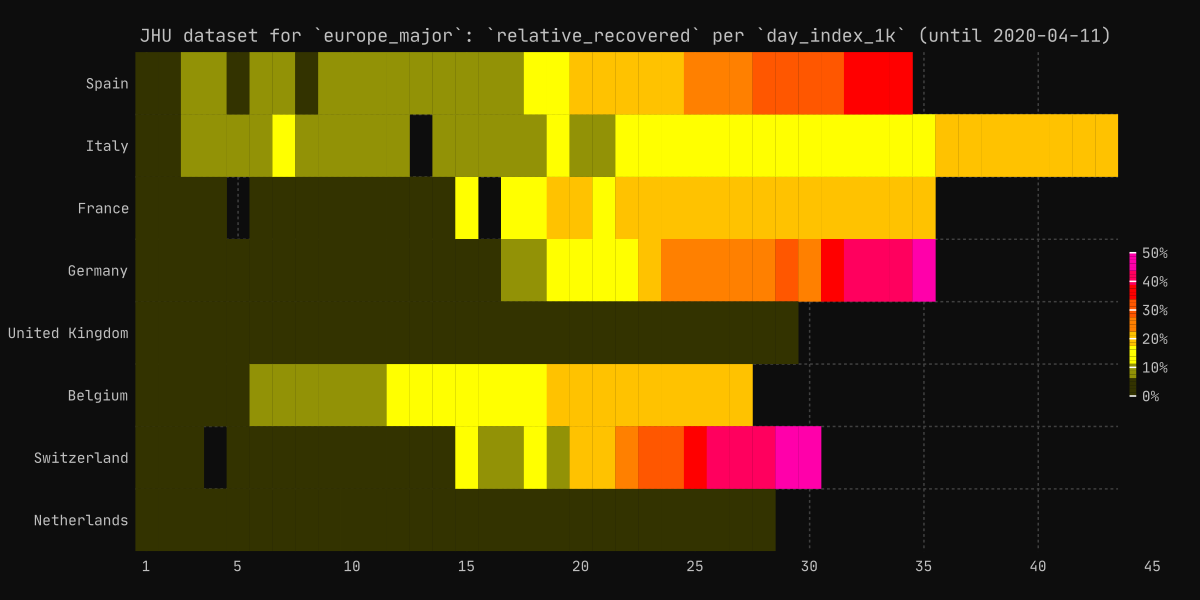 JHU dataset for `europe_major`: `relative_recovered` per `day_index_1k` (until 2020-04-11)
Spain
Italy
France
Germany
United Kingdom
Belgium
Switzerland
Netherlands
50%
40%
30%
20%
10%
0%
1 5 10 15 20 25 30 35 40 45